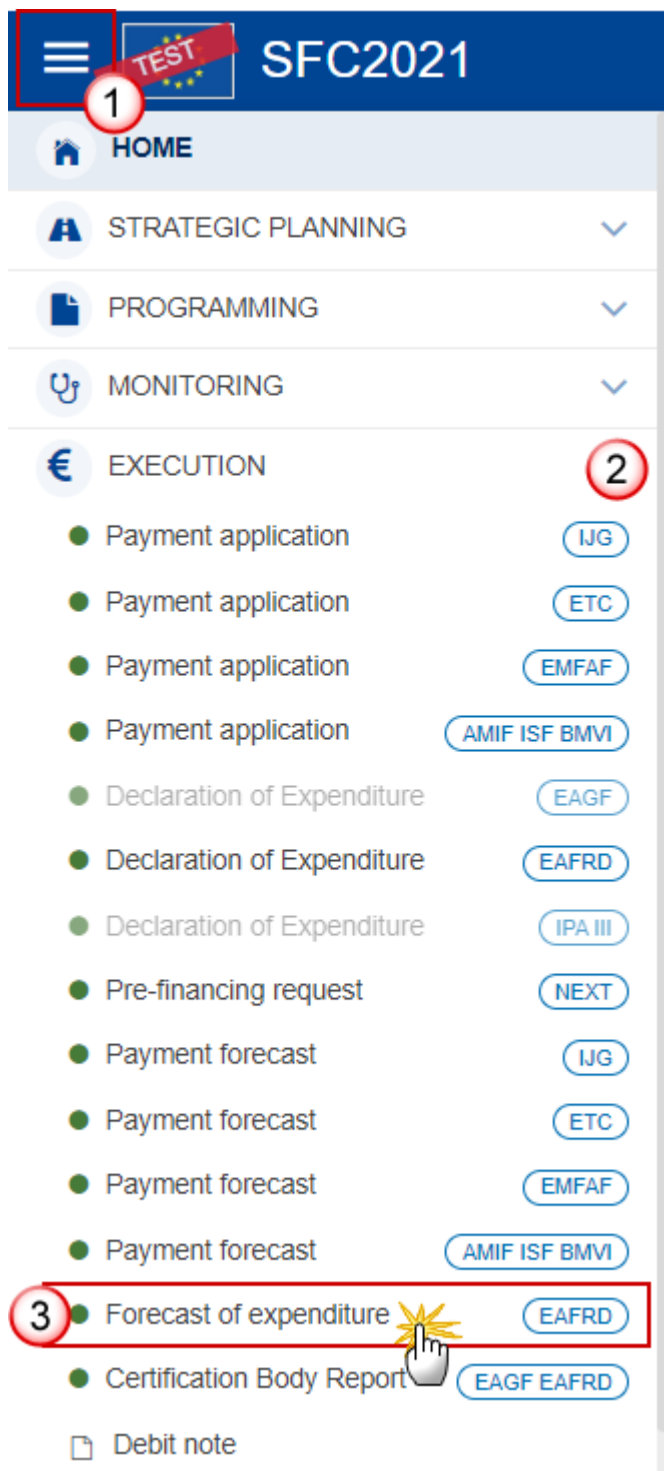 TEST SFC2021
1
HOME
STRATEGIC PLANNING
PROGRAMMING
MONITORING
€ EXECUTION 2
Payment application IJG
Payment application ETC
Payment application EMFAF
Payment application AMIF ISF BMVI
Declaration of Expenditure EAGF
Declaration of Expenditure EAFRD
Declaration of Expenditure IPA III
Pre-financing request NEXT
Payment forecast IJG
Payment forecast ETC
Payment forecast EMFAF
Payment forecast AMIF ISF BMVI
3 Forecast of expenditure EAFRD
Certification Body Report EAGF EAFRD
Debit note